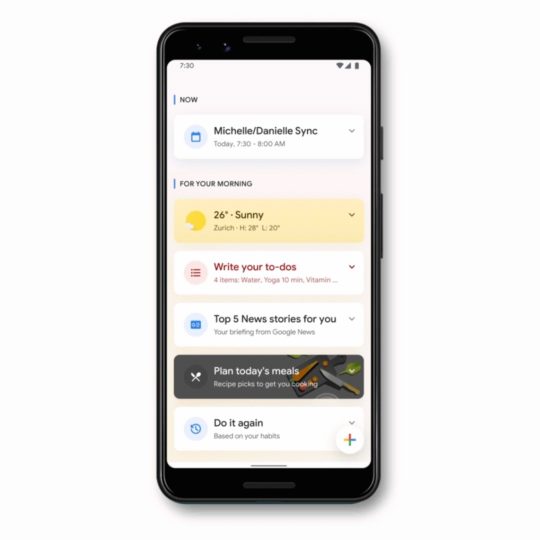 7:30
NOW
Michelle/Danielle Sync
Today, 7:30 - 8:00 AM
FOR YOUR MORNING
26° · Sunny
Zurich · H: 28° L: 20°
Write your to-dos
4 items: Water, Yoga 10 min, Vitamin ...
Top 5 News stories for you
Your briefing from Google News
Plan today's meals
Recipe picks to get you cooking
Do it again
Based on your habits